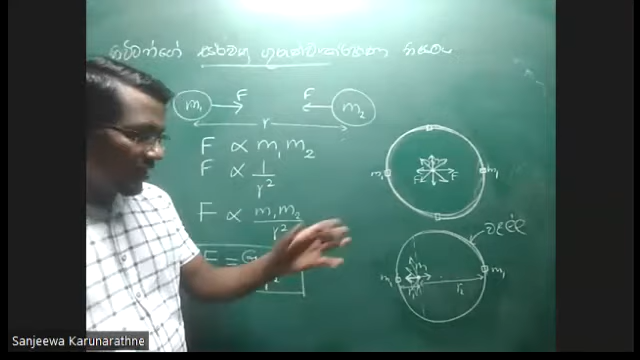 නිව්ටන්ගේ සර්වත්‍ර ගුරුත්වාකර්ෂණ නියමය
m₁ F F m₂
r
F ∝ m₁m₂
F ∝ 1/r²
F ∝ m₁m₂/r²
m₁ F F m₁
වළල්ල
m₁ m m₁
r₂
Sanjeewa Karunarathne